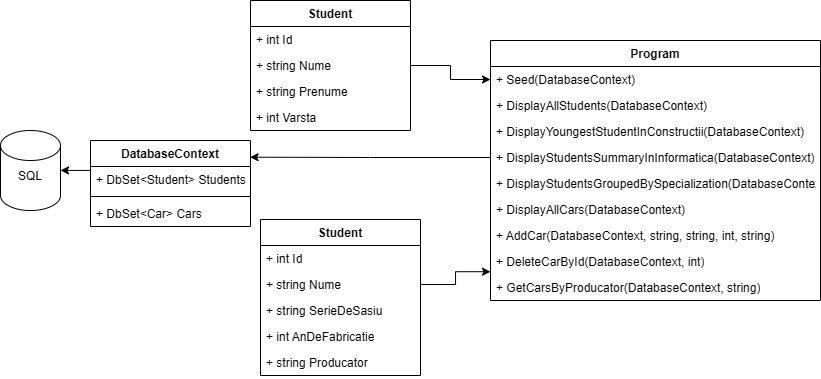 Student
+ int Id
+ string Nume
+ string Prenume
+ int Varsta
Program
+ Seed(DatabaseContext)
+ DisplayAllStudents(DatabaseContext)
+ DisplayYoungestStudentInConstructii(DatabaseContext)
+ DisplayStudentsSummaryInInformatica(DatabaseContext)
+ DisplayStudentsGroupedBySpecialization(DatabaseConte
+ DisplayAllCars(DatabaseContext)
+ AddCar(DatabaseContext, string, string, int, string)
+ DeleteCarById(DatabaseContext, int)
+ GetCarsByProducator(DatabaseContext, string)
SQL
DatabaseContext
+ DbSet<Student> Students
+ DbSet<Car> Cars
Student
+ int Id
+ string Nume
+ string SerieDeSasiu
+ int AnDeFabricatie
+ string Producator